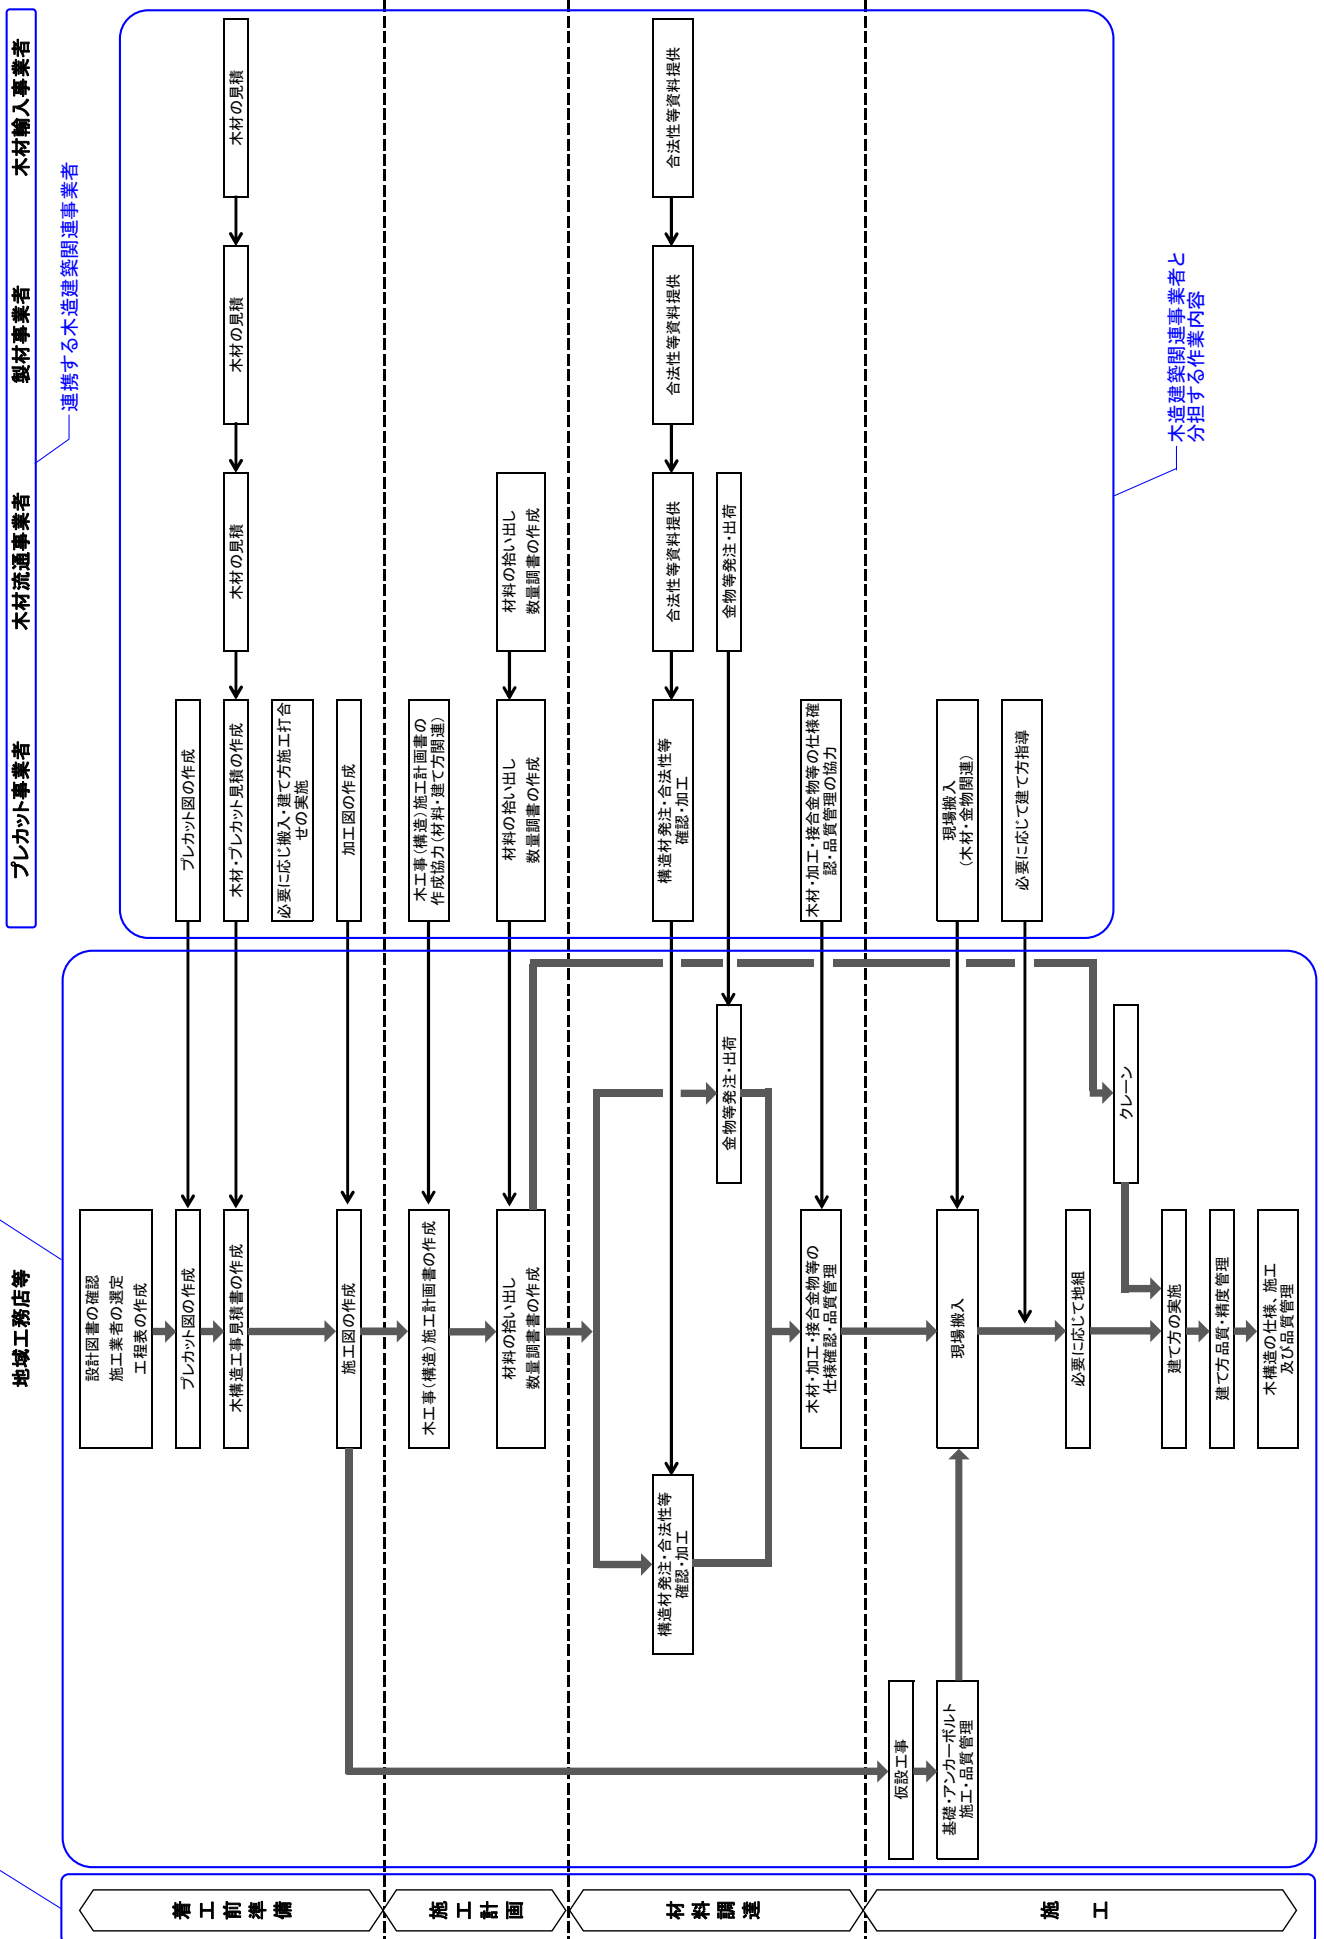 地域工務店等
プレカット事業者
木材流通事業者
製材事業者
木材輸入事業者
連携する木造建築関連事業者
着工前準備
設計図書の確認
施工業者の選定
工程表の作成
プレカット図の作成
プレカット図の作成
木構造工事見積書の作成
木材・プレカット見積の作成
木材の見積
木材の見積
木材の見積
必要に応じ搬入・建て方施工打合
せの実施
施工図の作成
加工図の作成
施工計画
木工事(構造)施工計画書の作成
木工事(構造)施工計画書の
作成協力(材料・建て方関連)
材料の拾い出し
数量調書書の作成
材料の拾い出し
数量調書の作成
材料の拾い出し
数量調書の作成
材料調達
構造材発注・合法性等
確認・加工
構造材発注・合法性等
確認・加工
合法性等資料提供
合法性等資料提供
合法性等資料提供
金物等発注・出荷
金物等発注・出荷
木材・加工・接合金物等の
仕様確認・品質管理
木材・加工・接合金物等の仕様確
認・品質管理の協力
施工
仮設工事
基礎・アンカーボルト
施工・品質管理
現場搬入
現場搬入
(木材・金物関連)
必要に応じて建て方指導
必要に応じて地組
クレーン
建て方の実施
建て方品質・精度管理
木構造の仕様、施工
及び品質管理
木造建築関連事業者と
分担する作業内容